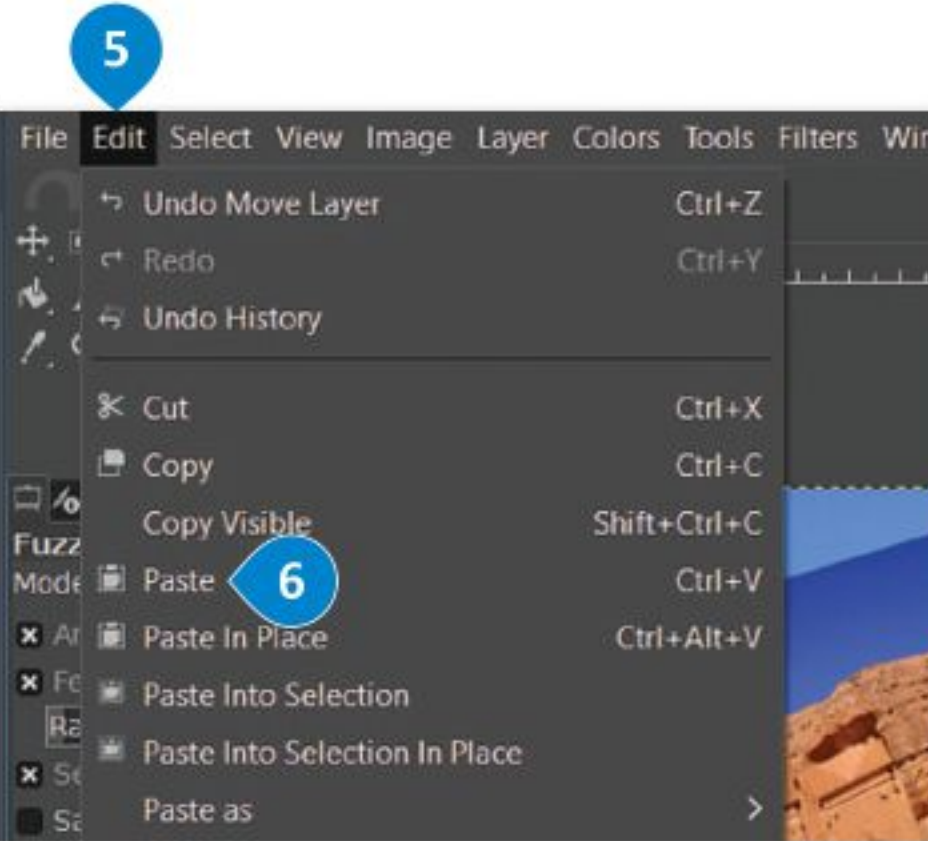 5
File Edit Select View Image Layer Colors Tools Filters
Undo Move Layer Ctrl+Z
Redo Ctrl+Y
Undo History
Cut Ctrl+X
Copy Ctrl+C
Copy Visible Shift+Ctrl+C
Fuzz
Mode Paste 6 Ctrl+V
Paste In Place Ctrl+Alt+V
Paste Into Selection
Paste Into Selection In Place
Paste as